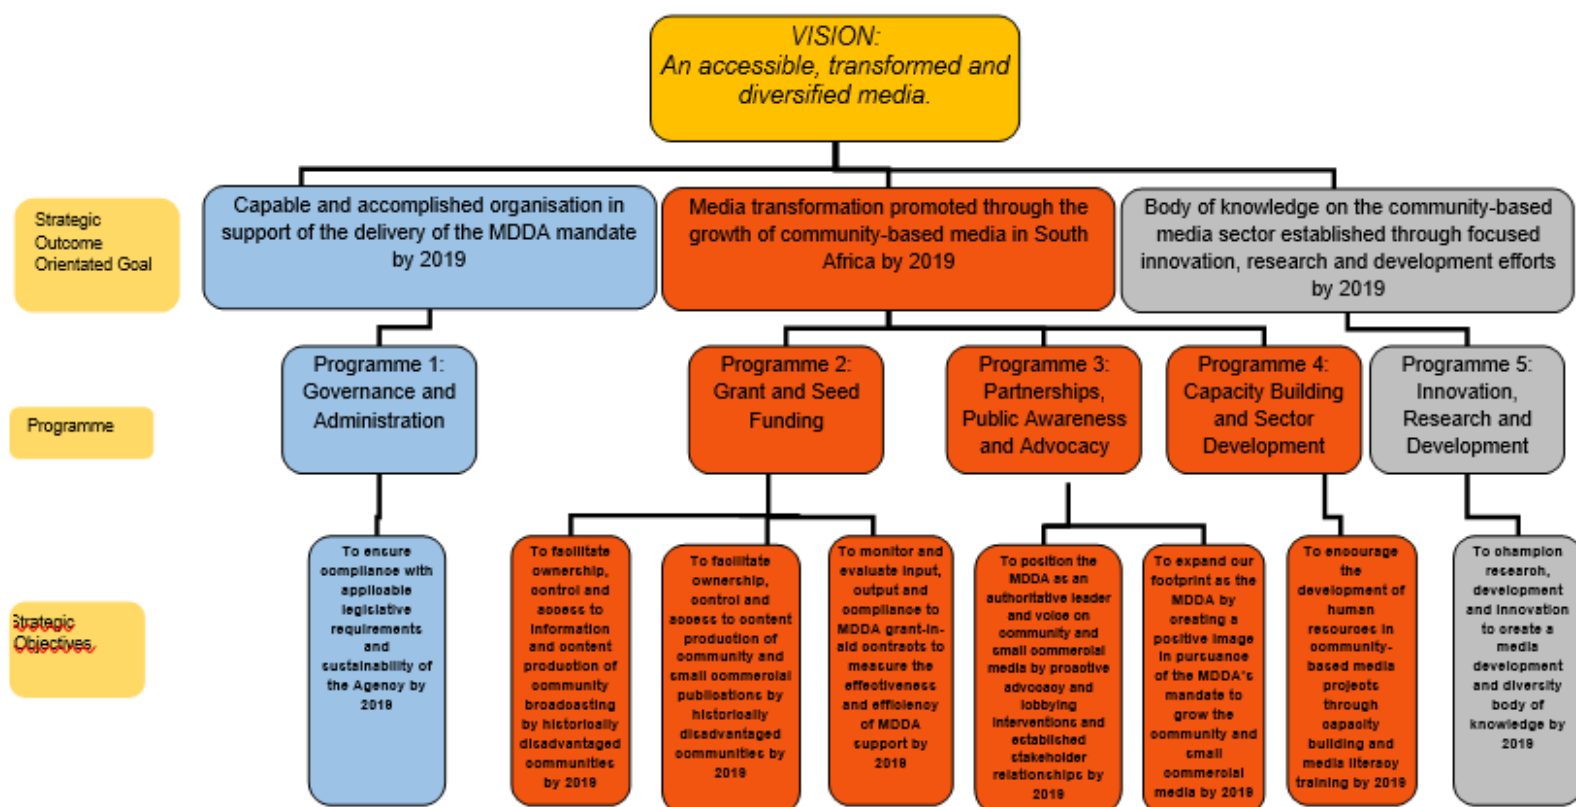 VISION:
An accessible, transformed and
diversified media.
Strategic
Outcome
Orientated Goal
Capable and accomplished organisation in
support of the delivery of the MDDA mandate
by 2019
Media transformation promoted through the
growth of community-based media in South
Africa by 2019
Body of knowledge on the community-based
media sector established through focused
innovation, research and development efforts
by 2019
Programme
Programme 1:
Governance and
Administration
Programme 2:
Grant and Seed
Funding
Programme 3:
Partnerships,
Public Awareness
and Advocacy
Programme 4:
Capacity Building
and Sector
Development
Programme 5:
Innovation,
Research and
Development
Strategic
Objectives
To ensure
compliance with
applicable
legislative
requirements
and
sustainability of
the Agency by
2019
To facilitate
ownership,
control and
access to
information
and content
production of
community
broadcasting
by historically
disadvantaged
communities
by 2019
To facilitate
ownership,
control and
access to content
production of
community and
small commercial
publications by
historically
disadvantaged
communities by
2019
To monitor and
evaluate input,
output and
compliance to
MDDA grant-in-
aid contracts to
measure the
effectiveness
and efficiency
of MDDA
support by
2019
To position the
MDDA as an
authoritative leader
and voice on
community and
small commercial
media by proactive
advocacy and
lobbying
interventions and
established
stakeholder
relationships by
2019
To expand our
footprint as the
MDDA by
creating a
positive image
in pursuance
of the MDDA's
mandate to
grow the
community and
small
commercial
media by 2019
To encourage
the
development of
human
resources in
community-
based media
projects
through
capacity
building and
media literacy
training by 2019
To champion
research,
development
and innovation
to create a
media
development
and diversity
body of
knowledge by
2019